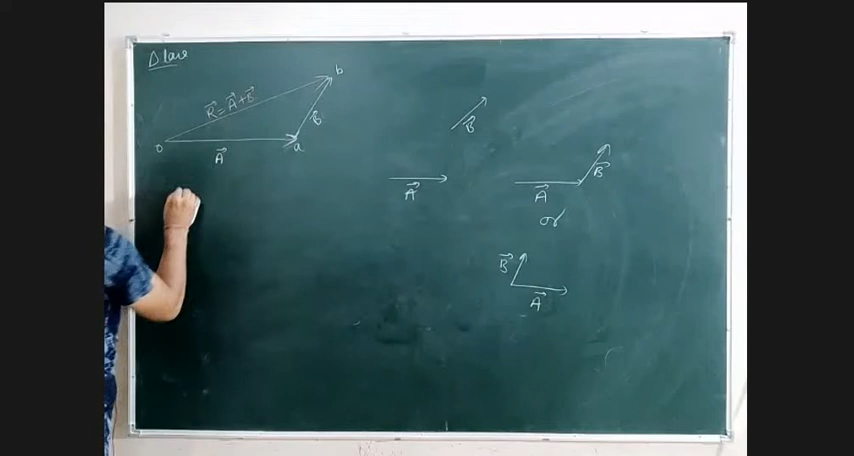 Δ law
b
R⃗ = A⃗ + B⃗
B⃗
o
a
A⃗
B⃗
A⃗
B⃗
A⃗
or
B⃗
A⃗